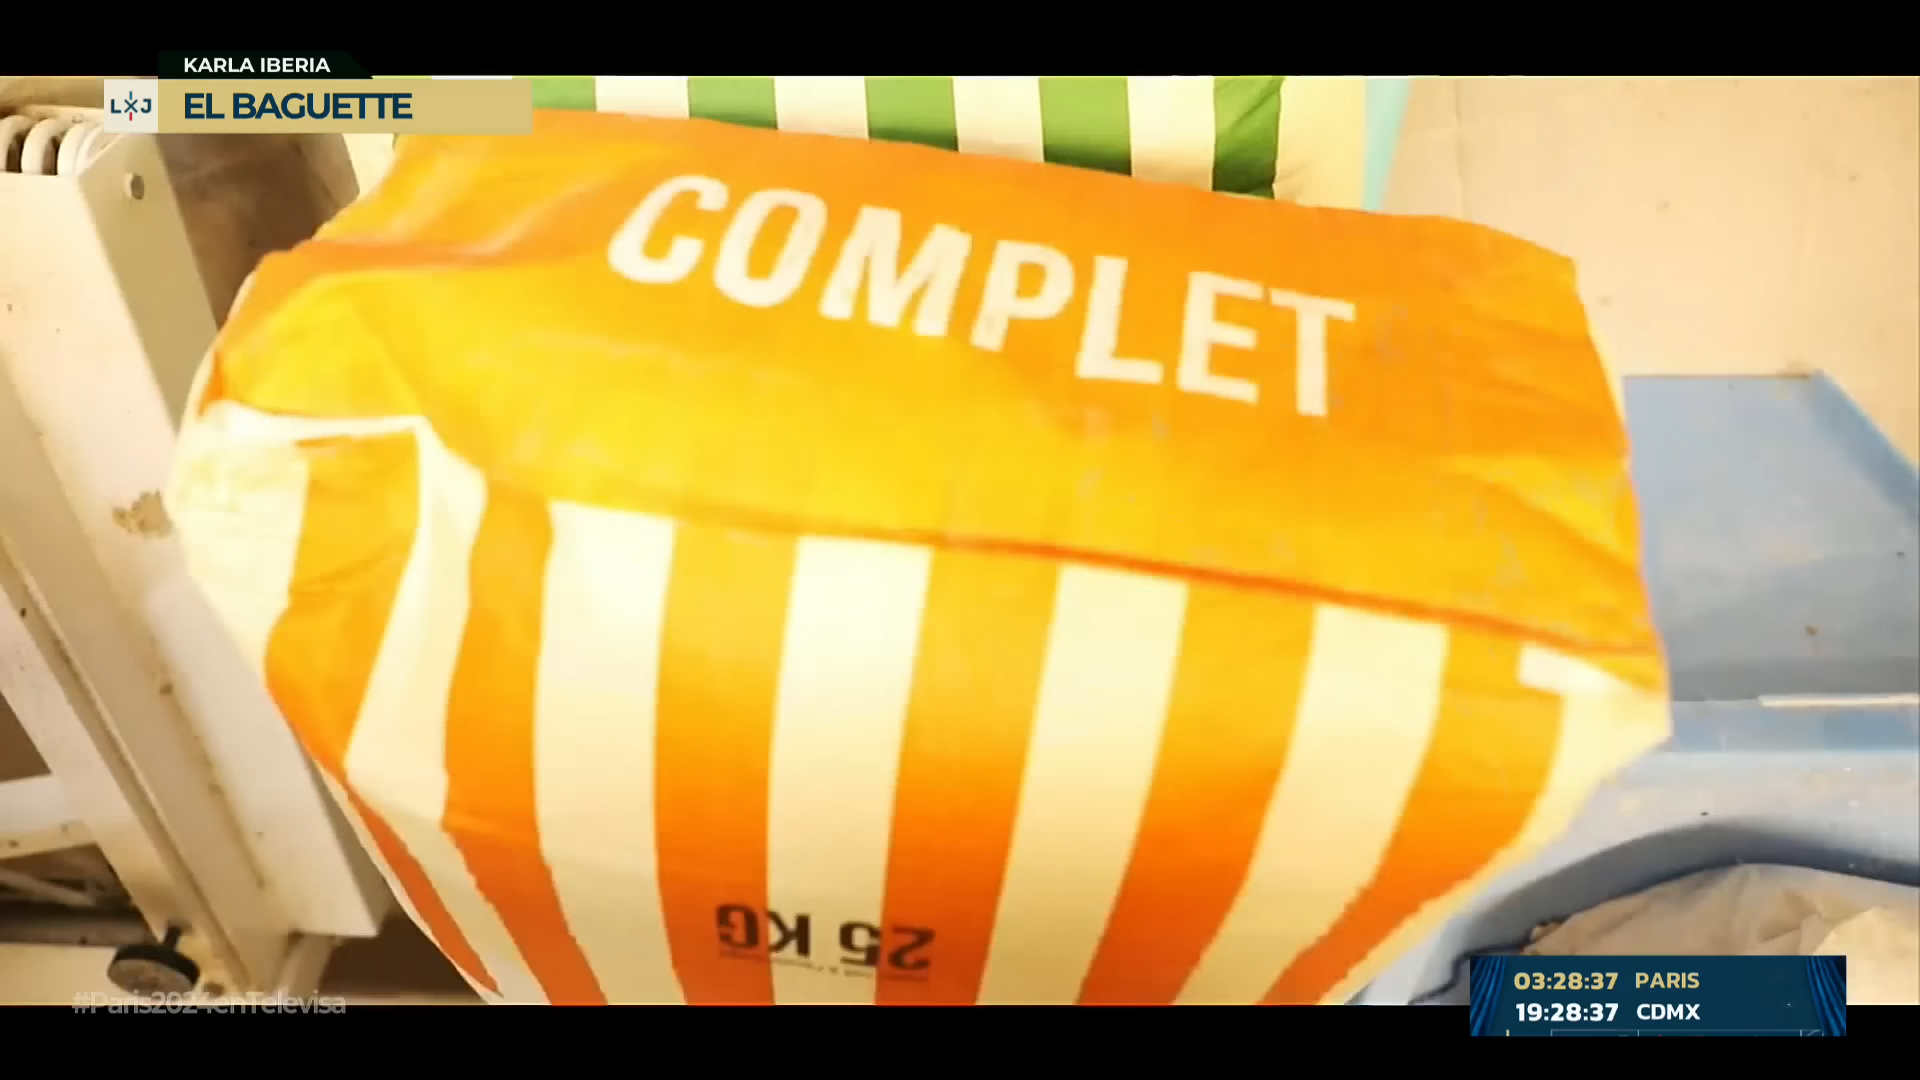 KARLA IBERIA
LXJ
EL BAGUETTE
COMPLET
25 KG
#Paris2024enTelevisa
03:28:37 PARIS
19:28:37 CDMX